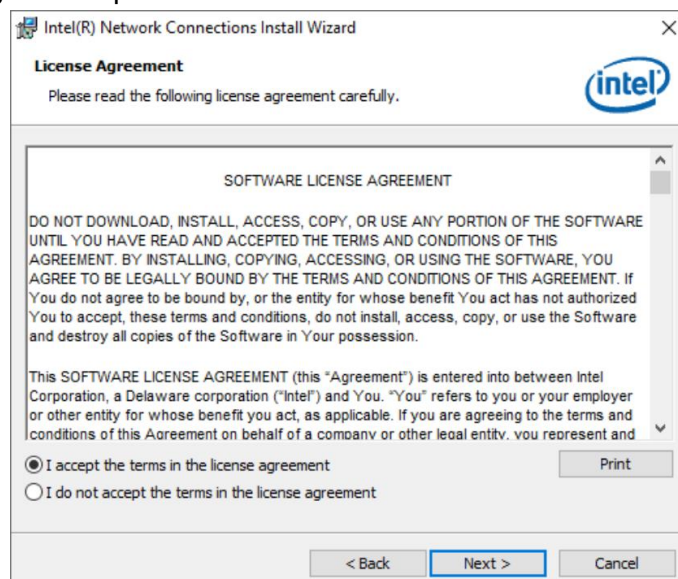 Intel(R) Network Connections Install Wizard
License Agreement
Please read the following license agreement carefully.
intel
SOFTWARE LICENSE AGREEMENT
DO NOT DOWNLOAD, INSTALL, ACCESS, COPY, OR USE ANY PORTION OF THE SOFTWARE
UNTIL YOU HAVE READ AND ACCEPTED THE TERMS AND CONDITIONS OF THIS
AGREEMENT. BY INSTALLING, COPYING, ACCESSING, OR USING THE SOFTWARE, YOU
AGREE TO BE LEGALLY BOUND BY THE TERMS AND CONDITIONS OF THIS AGREEMENT. If
You do not agree to be bound by, or the entity for whose benefit You act has not authorized
You to accept, these terms and conditions, do not install, access, copy, or use the Software
and destroy all copies of the Software in Your possession.
This SOFTWARE LICENSE AGREEMENT (this “Agreement”) is entered into between Intel
Corporation, a Delaware corporation (“Intel”) and You. “You” refers to you or your employer
or other entity for whose benefit you act, as applicable. If you are agreeing to the terms and
conditions of this Agreement on behalf of a company or other legal entity, you represent and
I accept the terms in the license agreement
Print
I do not accept the terms in the license agreement
< Back
Next >
Cancel